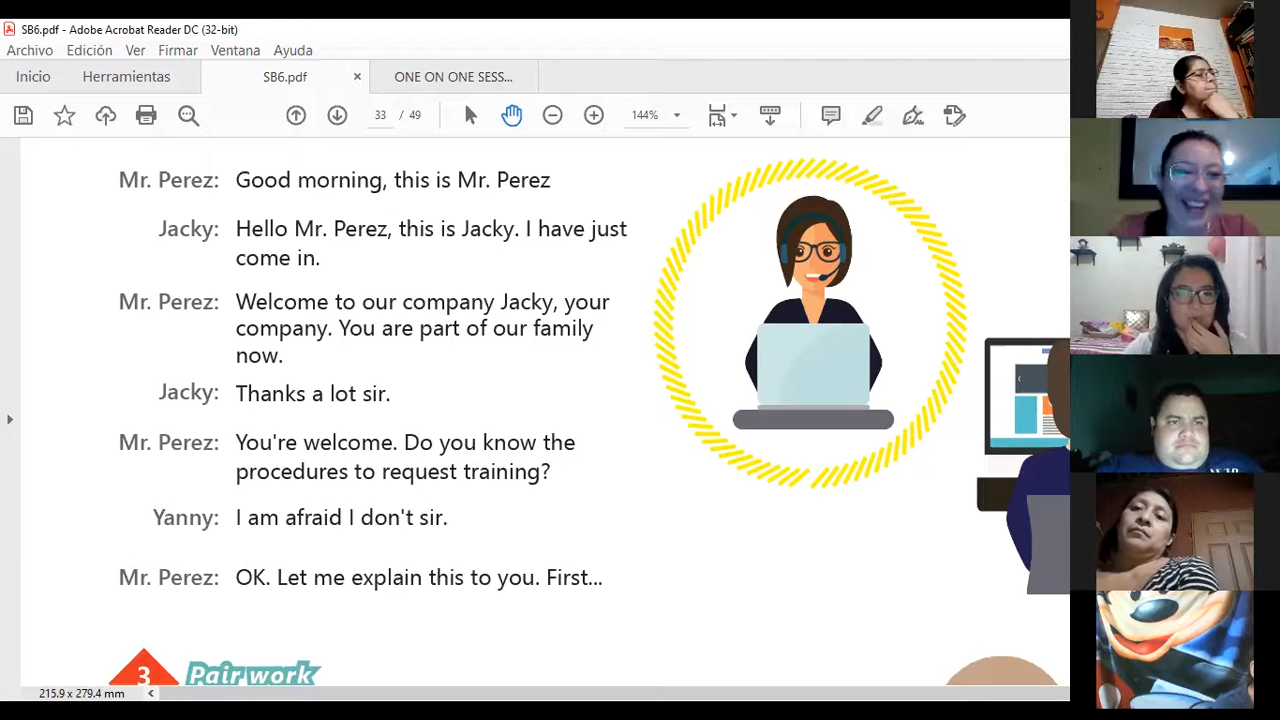 SB6.pdf - Adobe Acrobat Reader DC (32-bit)
Archivo Edición Ver Firmar Ventana Ayuda
Inicio Herramientas SB6.pdf × ONE ON ONE SESS...
33 / 49 144%
Mr. Perez: Good morning, this is Mr. Perez
Jacky: Hello Mr. Perez, this is Jacky. I have just
come in.
Mr. Perez: Welcome to our company Jacky, your
company. You are part of our family
now.
Jacky: Thanks a lot sir.
Mr. Perez: You're welcome. Do you know the
procedures to request training?
Yanny: I am afraid I don't sir.
Mr. Perez: OK. Let me explain this to you. First...
3 Pair work
215.9 x 279.4 mm